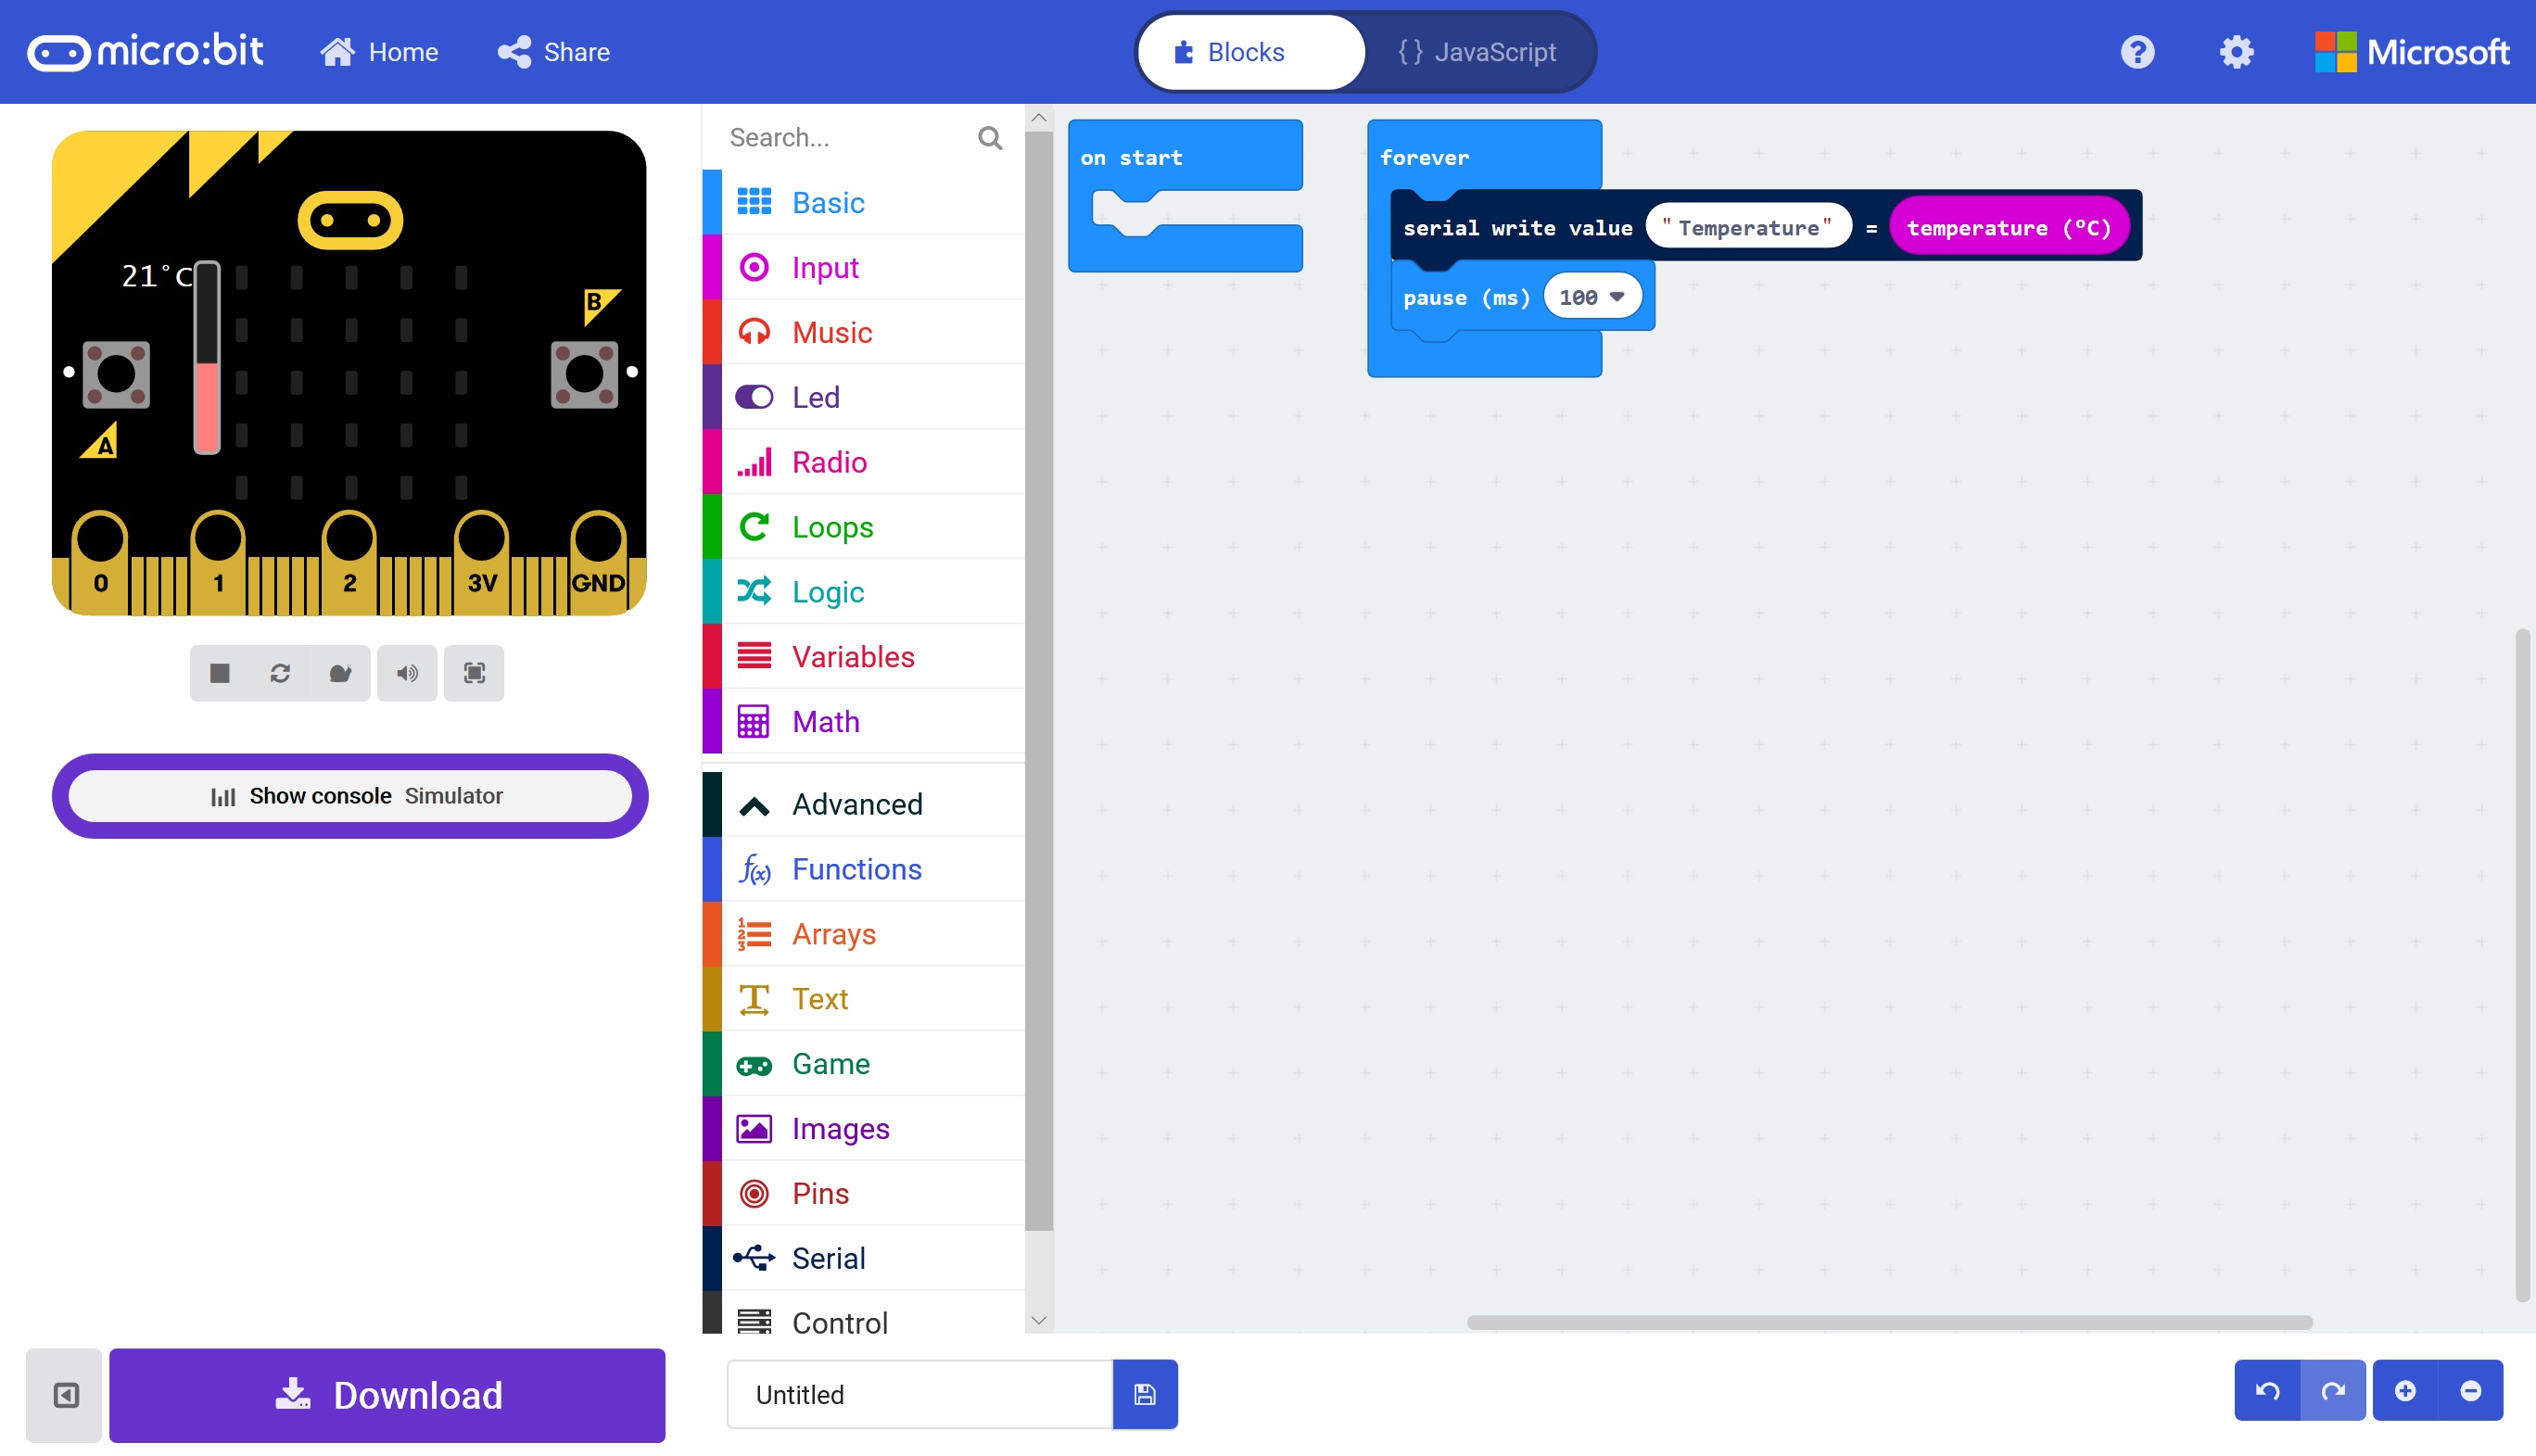 micro:bit
Home
Share
Blocks
{ } JavaScript
Microsoft
21°C
B
A
0
1
2
3V
GND
Show console Simulator
Search...
Basic
Input
Music
Led
Radio
Loops
Logic
Variables
Math
Advanced
Functions
Arrays
Text
Game
Images
Pins
Serial
Control
on start
forever
serial write value "Temperature" = temperature (°C)
pause (ms) 100
Download
Untitled